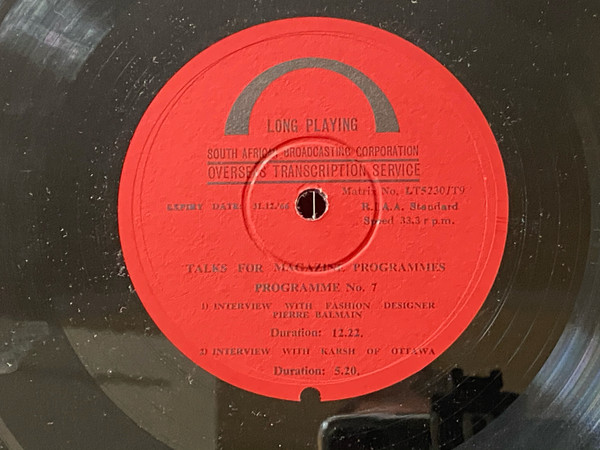 LONG PLAYING
SOUTH AFRICAN BROADCASTING CORPORATION
OVERSEAS TRANSCRIPTION SERVICE
Matrix No. LT5230/T9
EXPIRY DATE: 31.12.'66 R.I.A.A. Standard
Speed 33.3 r p.m.
TALKS FOR MAGAZINE PROGRAMMES
PROGRAMME No. 7
1) INTERVIEW WITH FASHION DESIGNER
PIERRE BALMAIN
Duration: 12.22.
2) INTERVIEW WITH KARSH OF OTTAWA
Duration: 5.20.